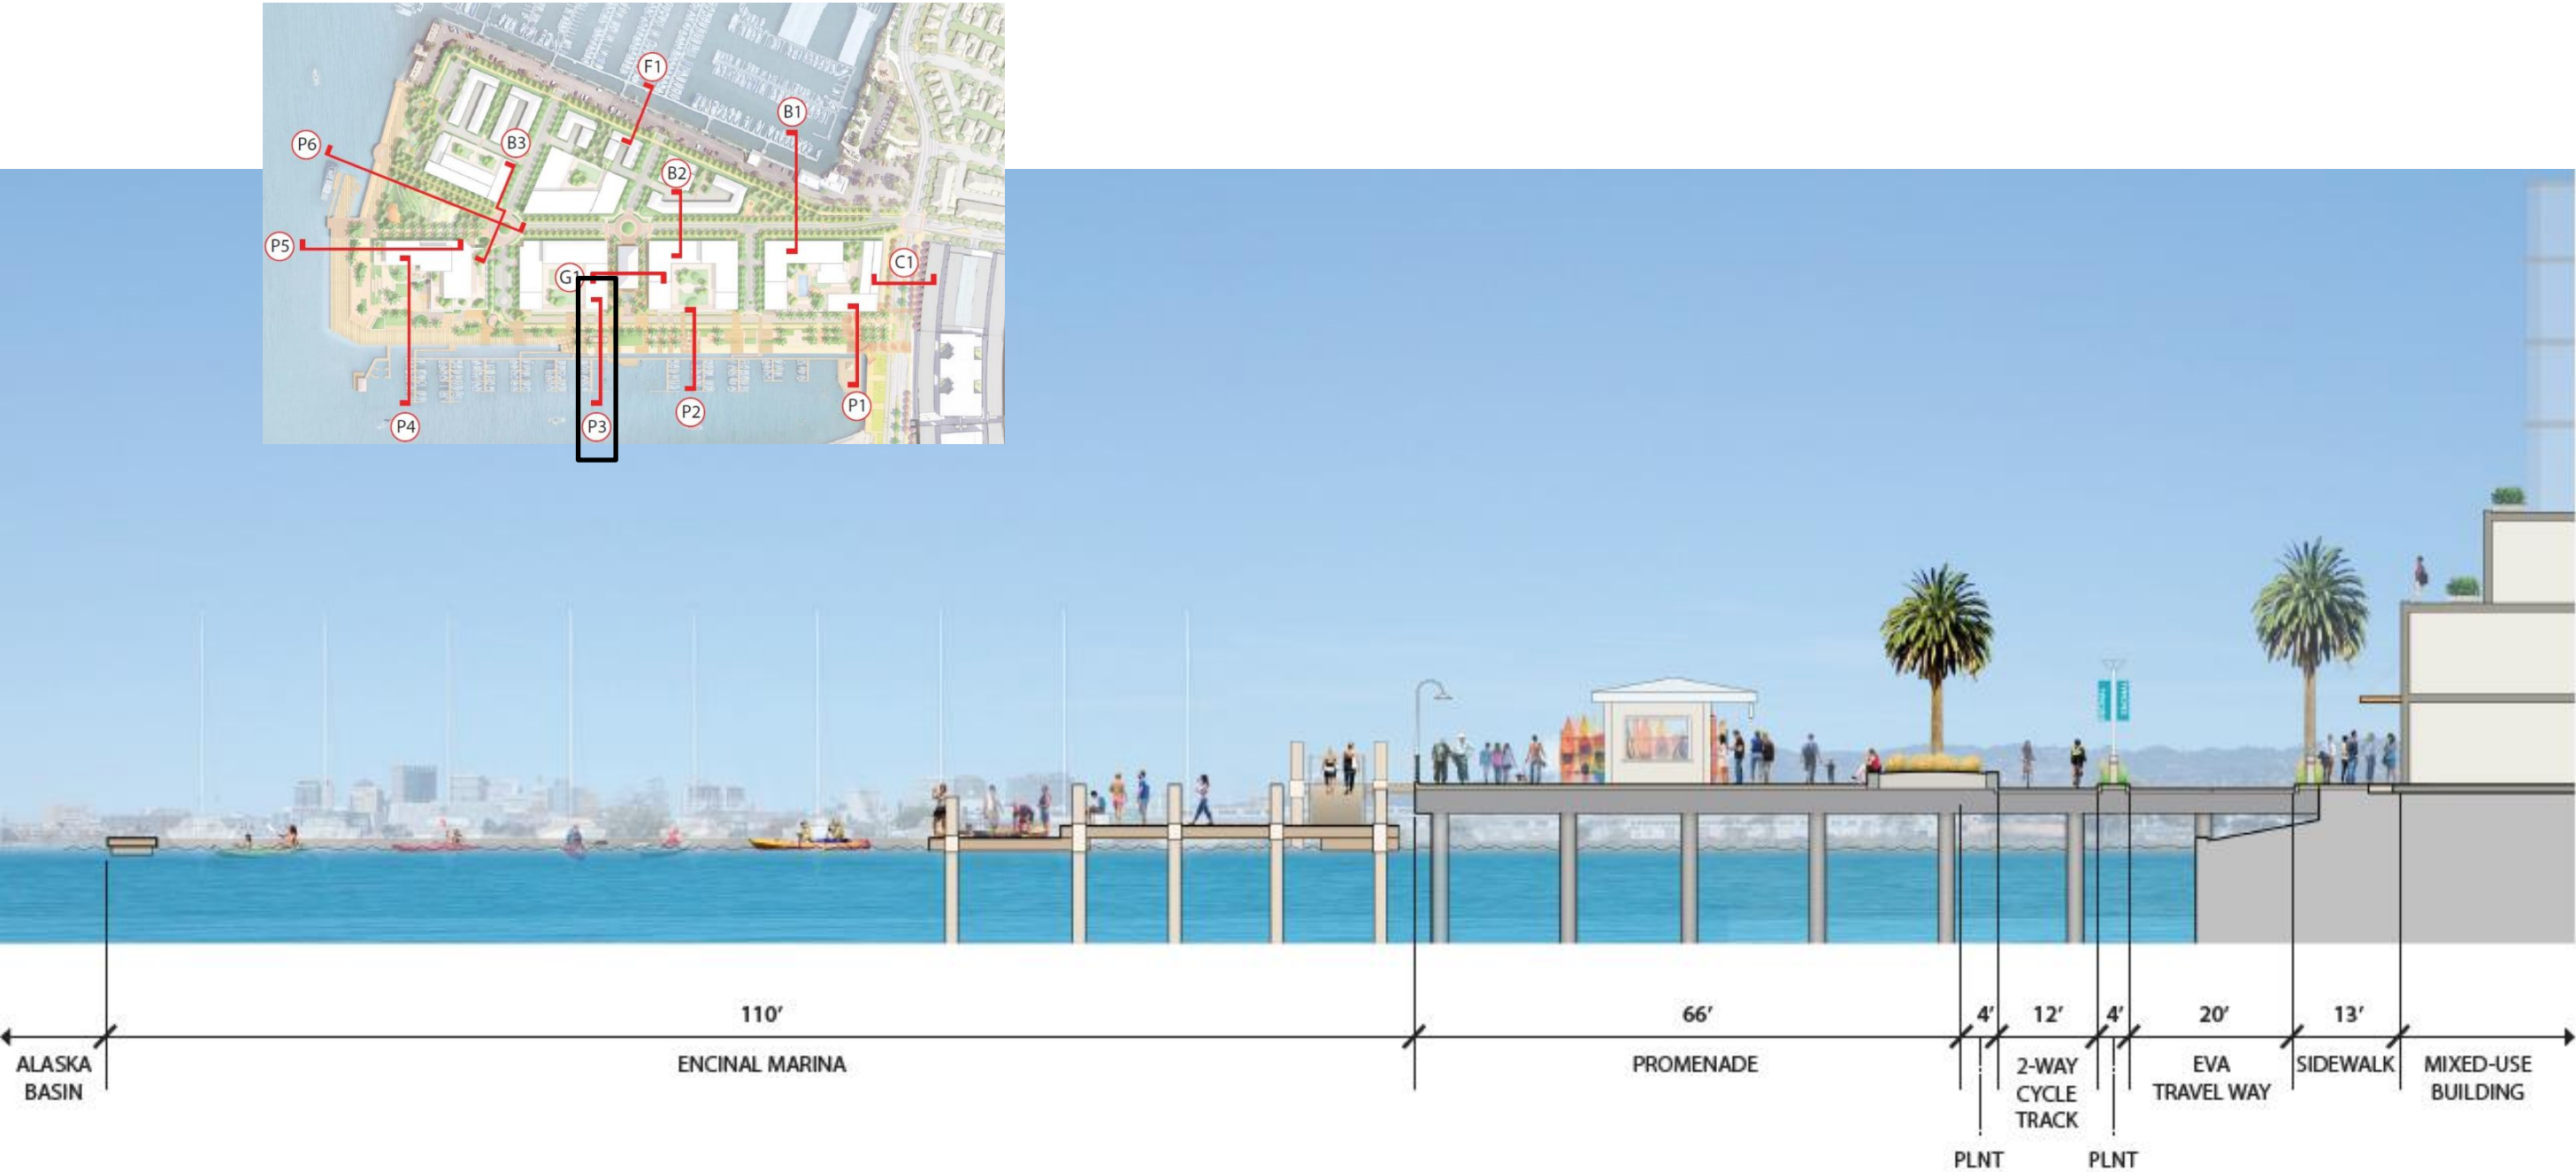 F1
B1
P6
B3
B2
P5
C1
G1
P1
P2
P4
P3
110'
66'
4'
12'
4'
20'
13'
ALASKA
BASIN
ENCINAL MARINA
PROMENADE
2-WAY
CYCLE
TRACK
EVA
TRAVEL WAY
SIDEWALK
MIXED-USE
BUILDING
PLNT
PLNT